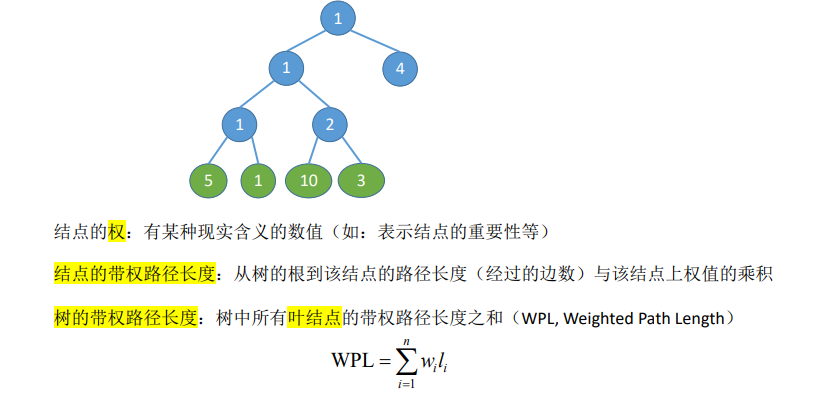 1
1 4
1 2
5 1 10 3
结点的权：有某种现实含义的数值（如：表示结点的重要性等）
结点的带权路径长度：从树的根到该结点的路径长度（经过的边数）与该结点上权值的乘积
树的带权路径长度：树中所有叶结点的带权路径长度之和（WPL, Weighted Path Length）
n
WPL = ∑ wᵢlᵢ
i=1